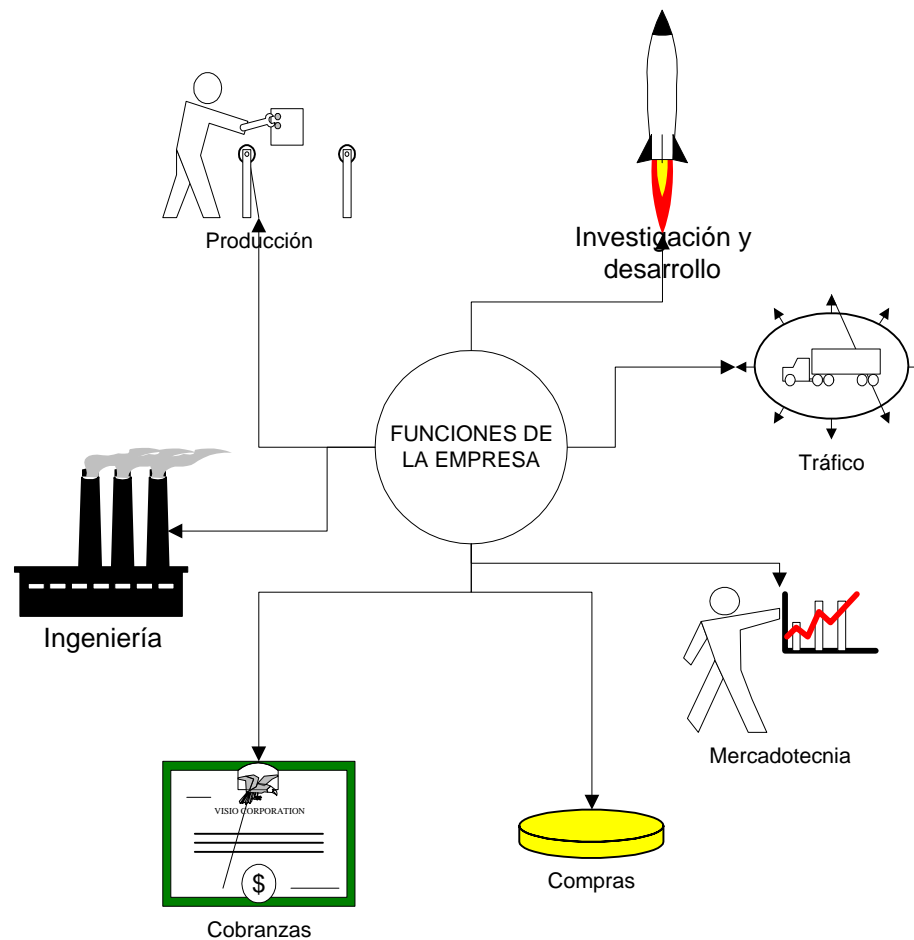 Producción
Investigación y
desarrollo
FUNCIONES DE
LA EMPRESA
Tráfico
Ingeniería
Mercadotecnia
VISIO CORPORATION
$
Compras
Cobranzas